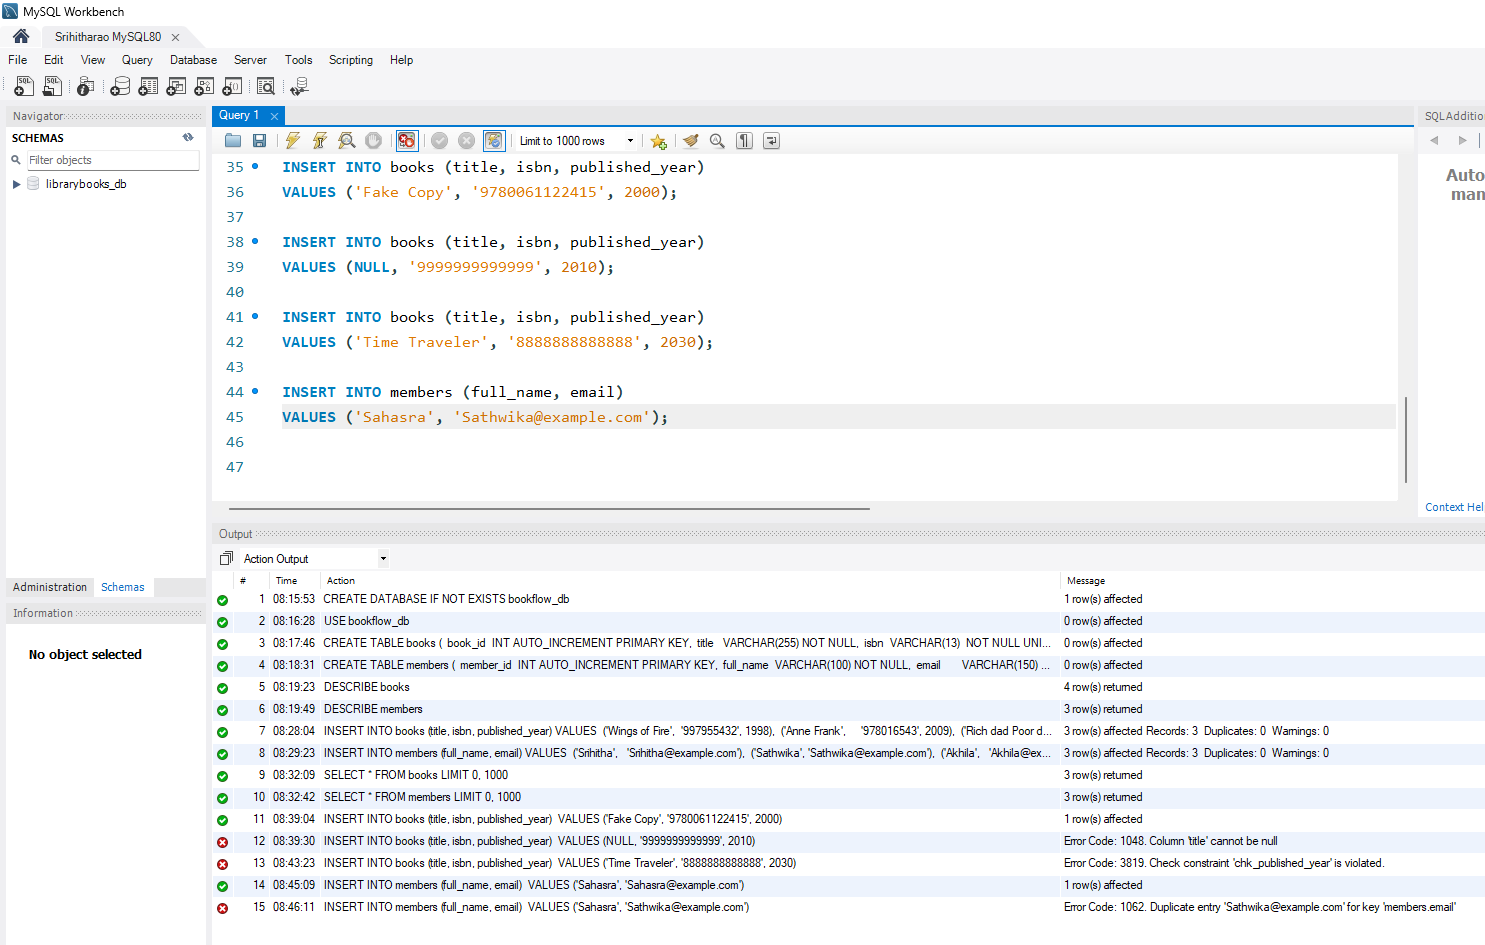 MySQL Workbench
Srihitharao MySQL80
File Edit View Query Database Server Tools Scripting Help
Navigator
SCHEMAS
Filter objects
librarybooks_db
Query 1
Limit to 1000 rows
35 INSERT INTO books (title, isbn, published_year)
36 VALUES ('Fake Copy', '9780061122415', 2000);
37
38 INSERT INTO books (title, isbn, published_year)
39 VALUES (NULL, '9999999999999', 2010);
40
41 INSERT INTO books (title, isbn, published_year)
42 VALUES ('Time Traveler', '8888888888888', 2030);
43
44 INSERT INTO members (full_name, email)
45 VALUES ('Sahasra', 'Sathwika@example.com');
46
47
SQLAdditio
Auto
man
Context Hel
Administration Schemas
Information
No object selected
Output
Action Output
# Time Action Message
1 08:15:53 CREATE DATABASE IF NOT EXISTS bookflow_db 1 row(s) affected
2 08:16:28 USE bookflow_db 0 row(s) affected
3 08:17:46 CREATE TABLE books ( book_id INT AUTO_INCREMENT PRIMARY KEY, title VARCHAR(255) NOT NULL, isbn VARCHAR(13) NOT NULL UNI... 0 row(s) affected
4 08:18:31 CREATE TABLE members ( member_id INT AUTO_INCREMENT PRIMARY KEY, full_name VARCHAR(100) NOT NULL, email VARCHAR(150) ... 0 row(s) affected
5 08:19:23 DESCRIBE books 4 row(s) returned
6 08:19:49 DESCRIBE members 3 row(s) returned
7 08:28:04 INSERT INTO books (title, isbn, published_year) VALUES ('Wings of Fire', '997955432', 1998), ('Anne Frank', '978016543', 2009), ('Rich dad Poor d... 3 row(s) affected Records: 3 Duplicates: 0 Warnings: 0
8 08:29:23 INSERT INTO members (full_name, email) VALUES ('Srihitha', 'Srihitha@example.com'), ('Sathwika', 'Sathwika@example.com'), ('Akhila', 'Akhila@ex... 3 row(s) affected Records: 3 Duplicates: 0 Warnings: 0
9 08:32:09 SELECT * FROM books LIMIT 0, 1000 3 row(s) returned
10 08:32:42 SELECT * FROM members LIMIT 0, 1000 3 row(s) returned
11 08:39:04 INSERT INTO books (title, isbn, published_year) VALUES ('Fake Copy', '9780061122415', 2000) 1 row(s) affected
12 08:39:30 INSERT INTO books (title, isbn, published_year) VALUES (NULL, '9999999999999', 2010) Error Code: 1048. Column 'title' cannot be null
13 08:43:23 INSERT INTO books (title, isbn, published_year) VALUES ('Time Traveler', '8888888888888', 2030) Error Code: 3819. Check constraint 'chk_published_year' is violated.
14 08:45:09 INSERT INTO members (full_name, email) VALUES ('Sahasra', 'Sahasra@example.com') 1 row(s) affected
15 08:46:11 INSERT INTO members (full_name, email) VALUES ('Sahasra', 'Sathwika@example.com') Error Code: 1062. Duplicate entry 'Sathwika@example.com' for key 'members.email'